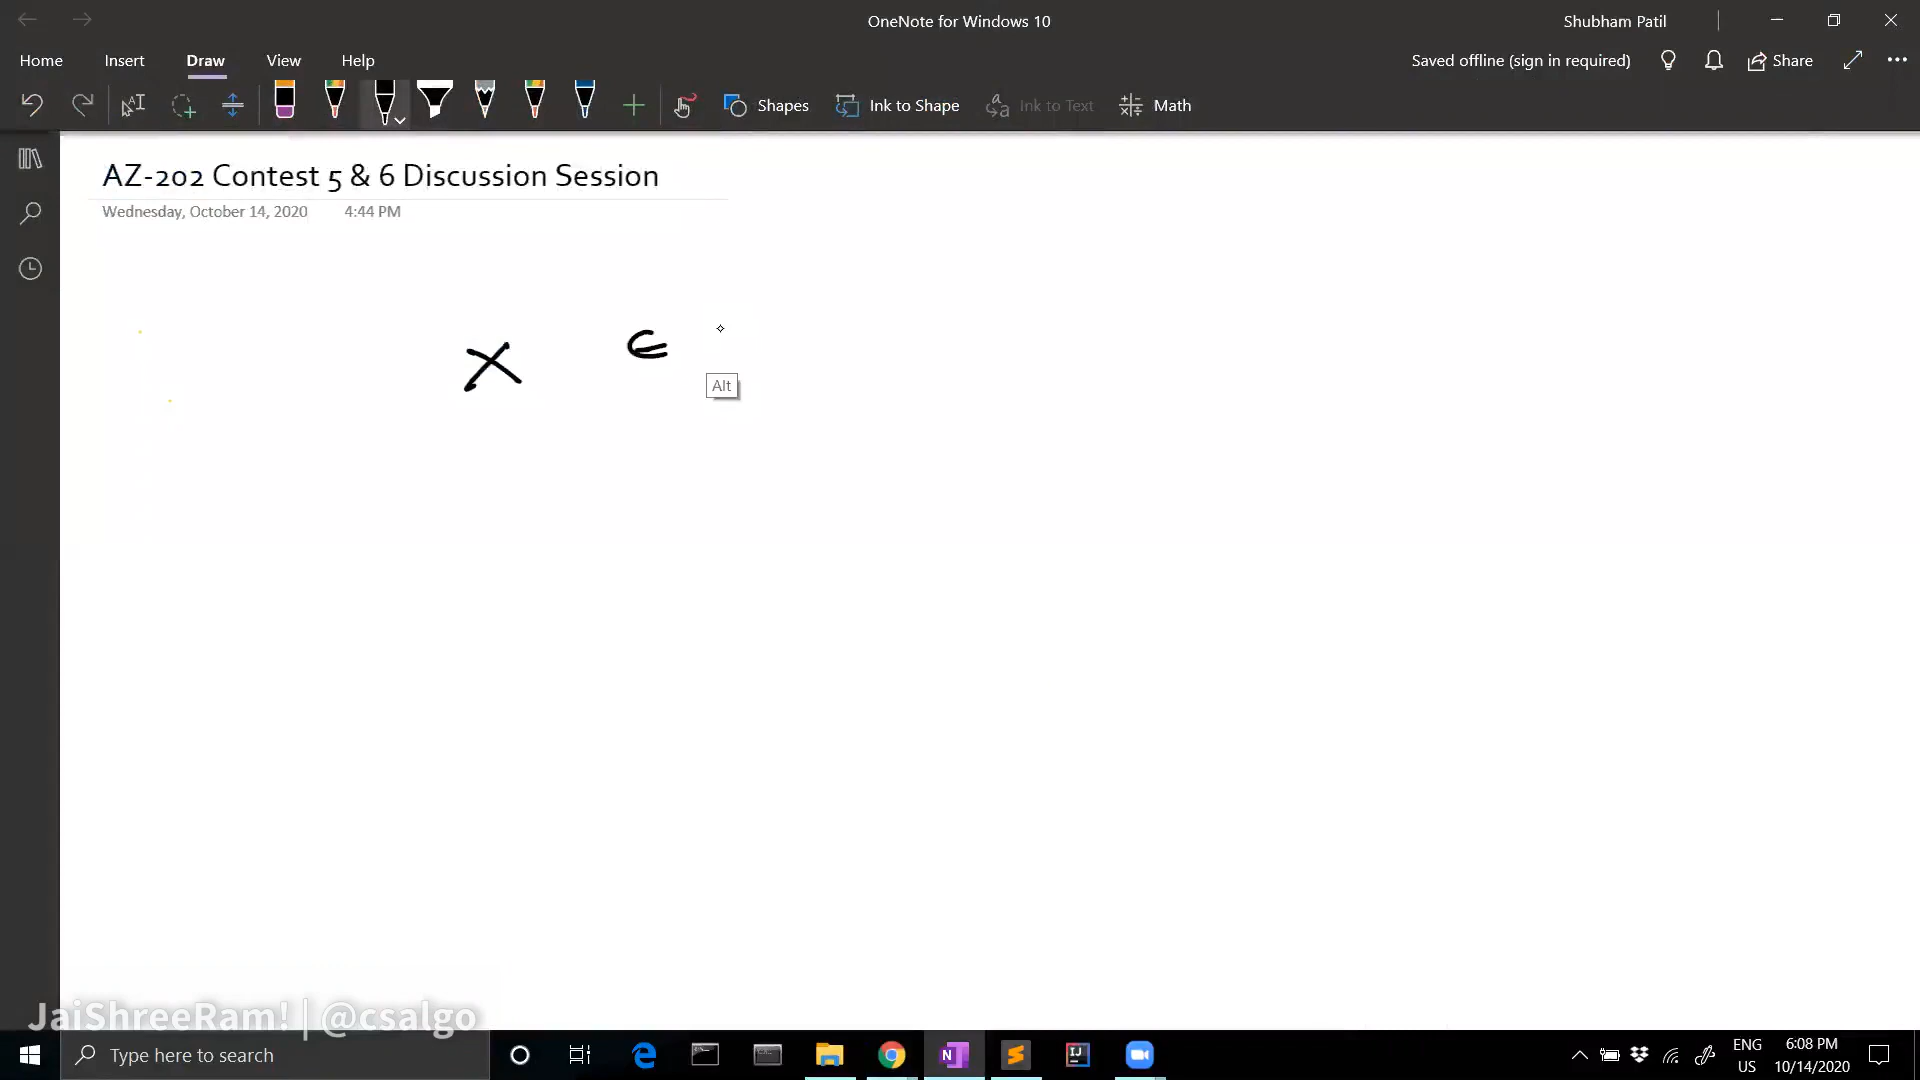 OneNote for Windows 10
Shubham Patil
Home Insert Draw View Help
Saved offline (sign in required) Share
Shapes Ink to Shape Ink to Text Math
AZ-202 Contest 5 & 6 Discussion Session
Wednesday, October 14, 2020 4:44 PM
X ∈
Alt
JaiShreeRam! | @csalgo
Type here to search
ENG
US
6:08 PM
10/14/2020